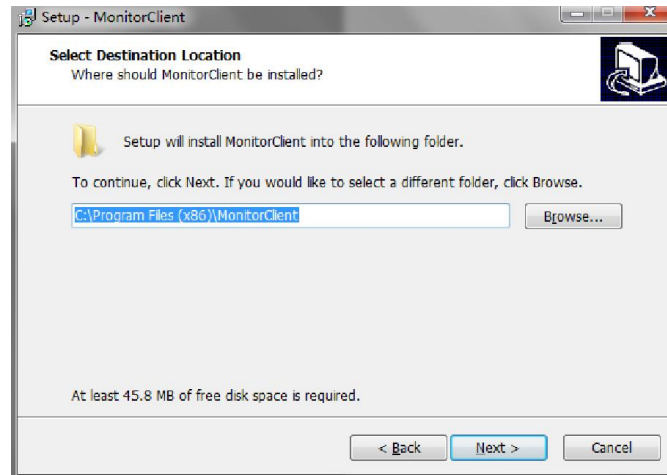 Setup - MonitorClient
Select Destination Location
Where should MonitorClient be installed?
Setup will install MonitorClient into the following folder.
To continue, click Next. If you would like to select a different folder, click Browse.
C:\Program Files (x86)\MonitorClient
Browse...
At least 45.8 MB of free disk space is required.
< Back
Next >
Cancel